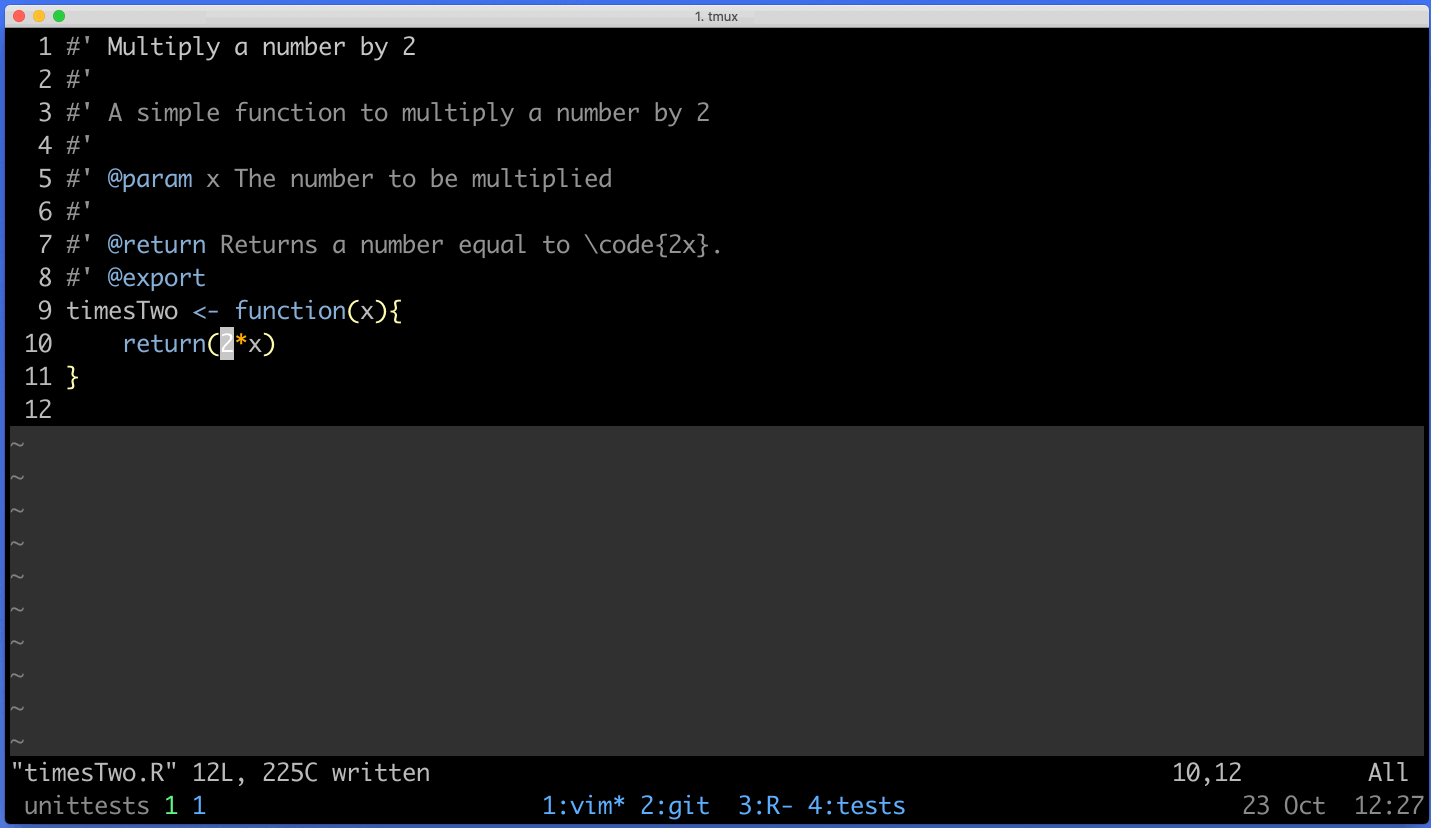 1. tmux
1 #' Multiply a number by 2
2 #'
3 #' A simple function to multiply a number by 2
4 #'
5 #' @param x The number to be multiplied
6 #'
7 #' @return Returns a number equal to \code{2x}.
8 #' @export
9 timesTwo <- function(x){
10     return(2*x)
11 }
12
~
~
~
~
~
~
~
~
~
~
"timesTwo.R" 12L, 225C written 10,12 All
unittests 1 1 1:vim* 2:git 3:R- 4:tests 23 Oct 12:27